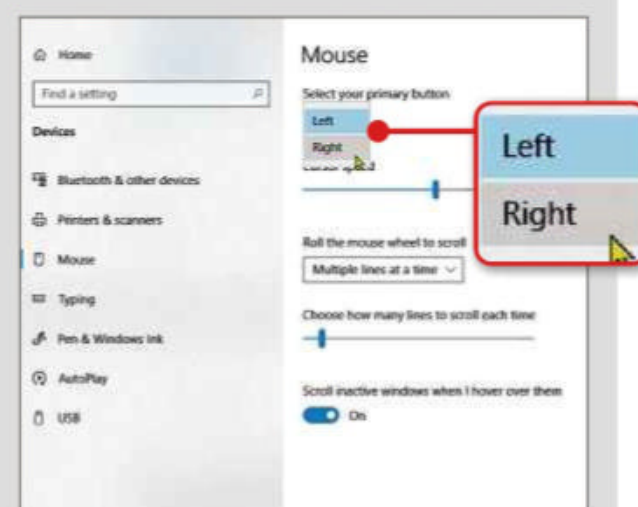 Home
Find a setting
Devices
Bluetooth & other devices
Printers & scanners
Mouse
Typing
Pen & Windows Ink
AutoPlay
USB
Mouse
Select your primary button
Left
Right
Cursor speed
Roll the mouse wheel to scroll
Multiple lines at a time
Choose how many lines to scroll each time
Scroll inactive windows when I hover over them
On
Left
Right